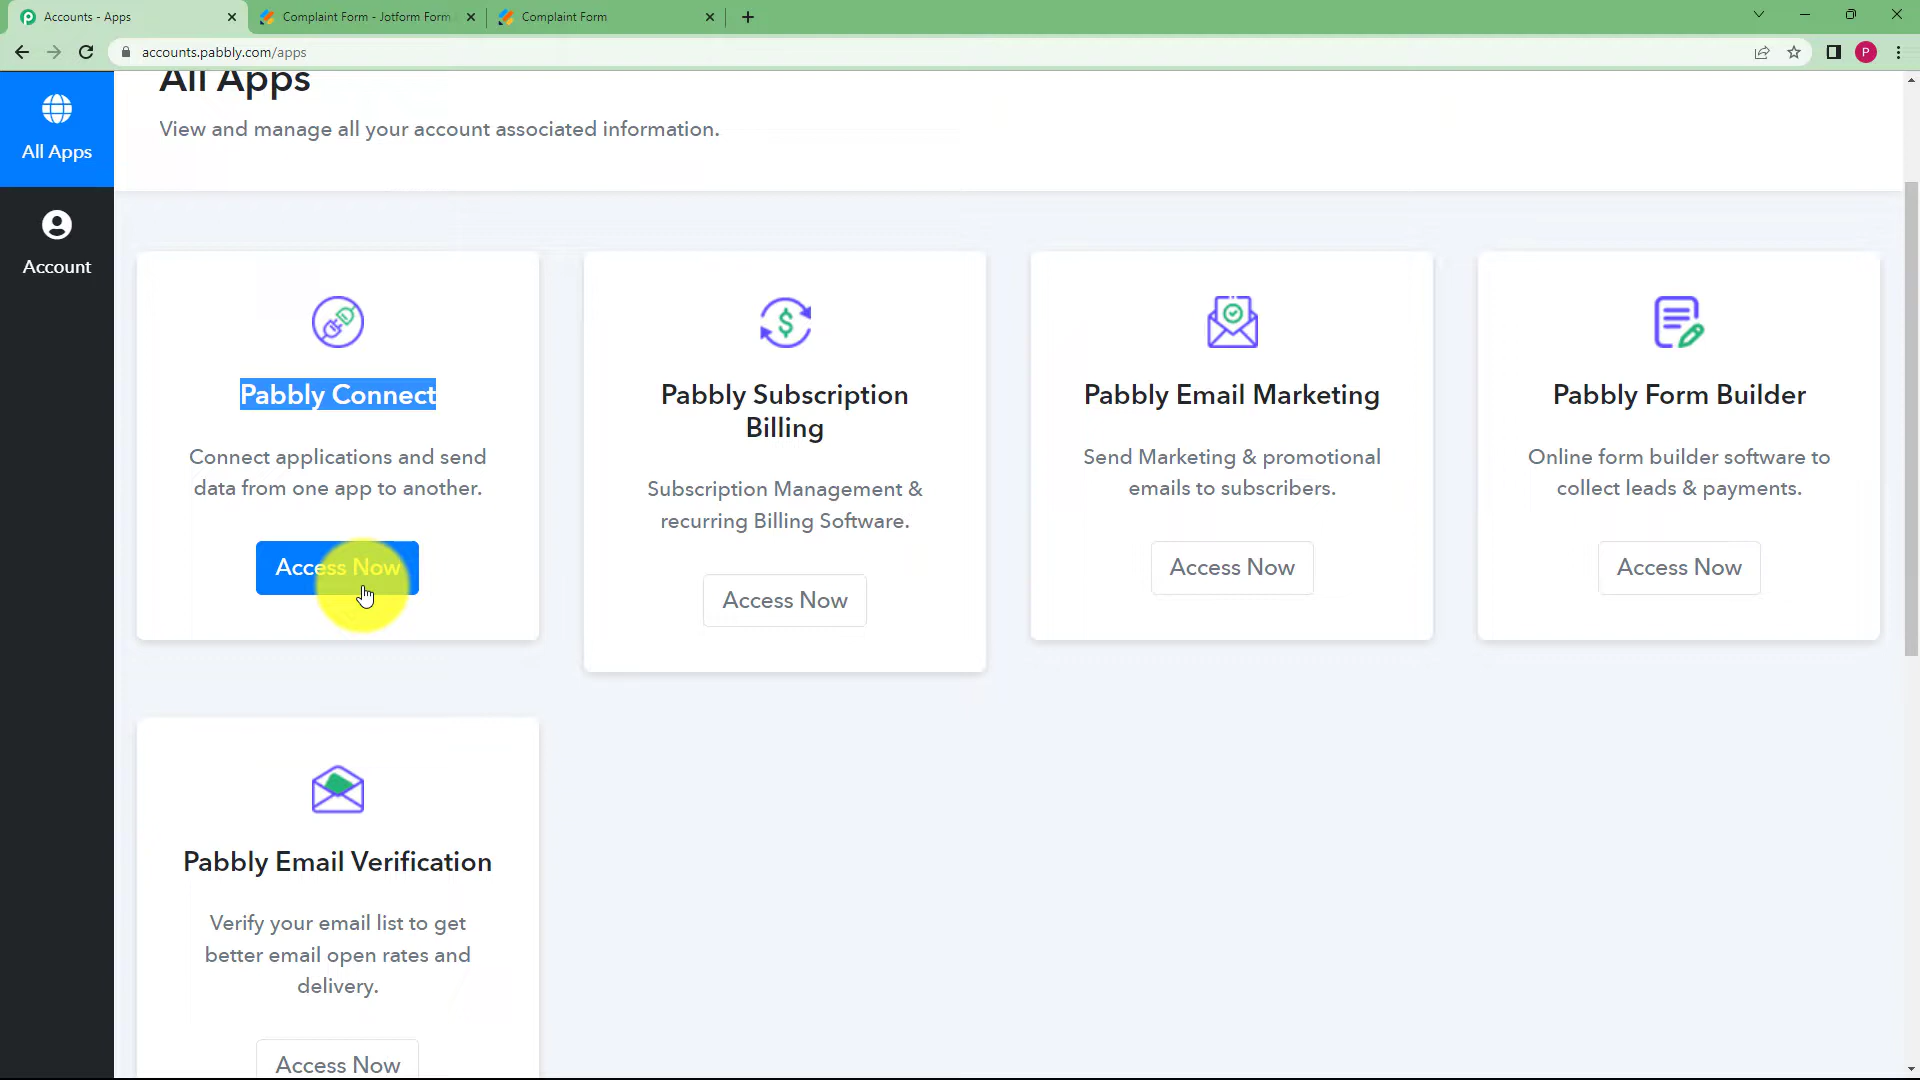 Accounts - Apps
Complaint Form - Jotform Form
Complaint Form
accounts.pabbly.com/apps
P
All Apps
Account
All Apps
View and manage all your account associated information.
Pabbly Connect
Connect applications and send
data from one app to another.
Access Now
Pabbly Subscription
Billing
Subscription Management &
recurring Billing Software.
Access Now
Pabbly Email Marketing
Send Marketing & promotional
emails to subscribers.
Access Now
Pabbly Form Builder
Online form builder software to
collect leads & payments.
Access Now
Pabbly Email Verification
Verify your email list to get
better email open rates and
delivery.
Access Now